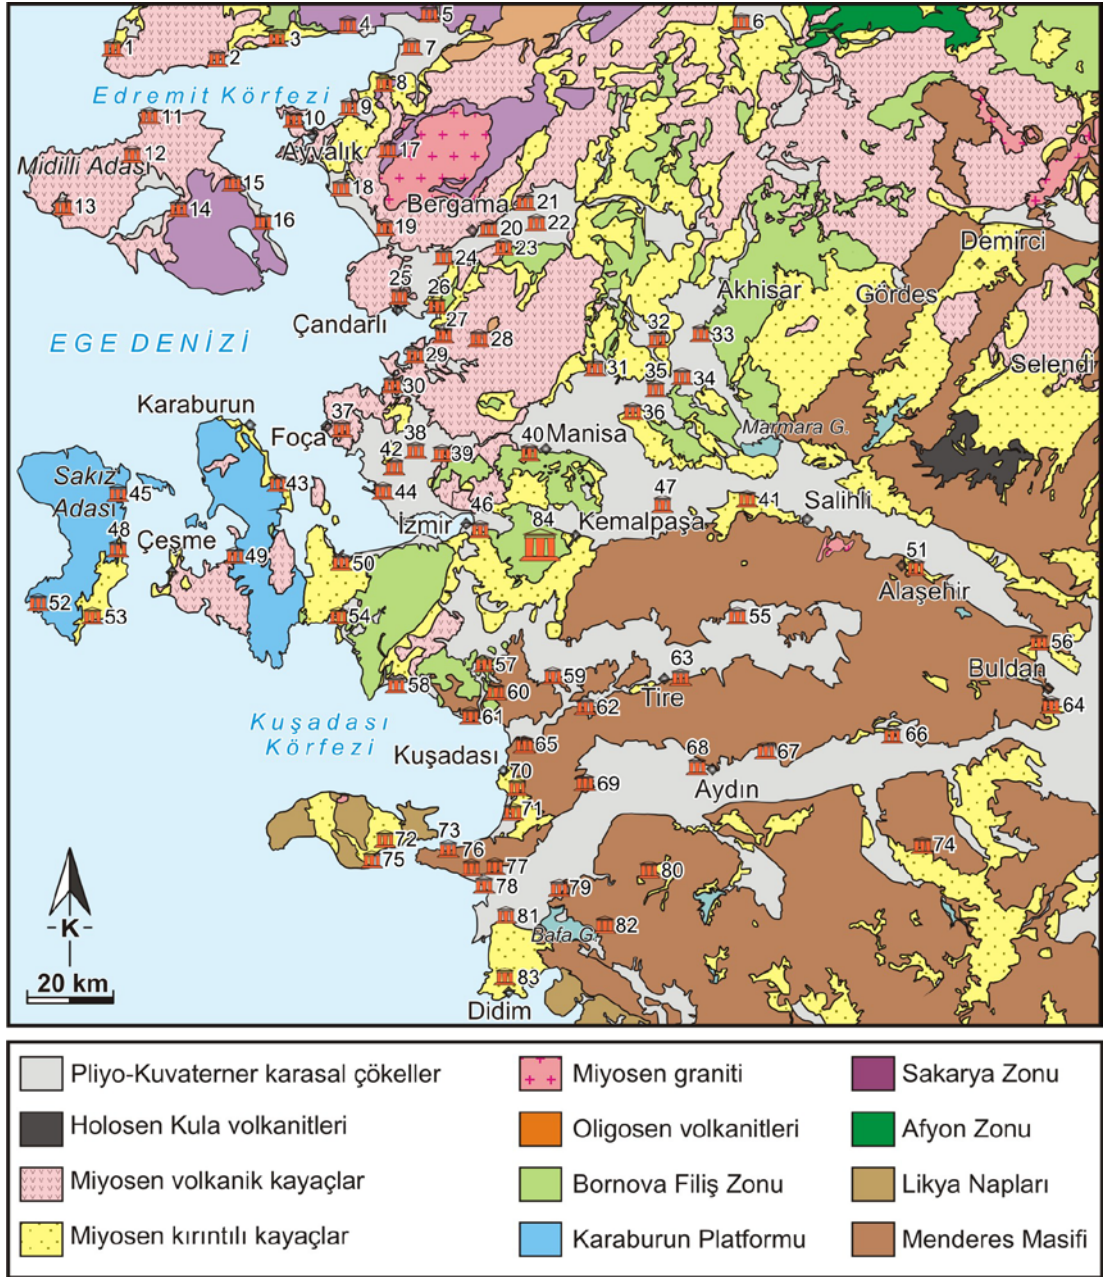 1
2
3
4
5
6
7
8
Edremit Körfezi
9
10
11
Ayvalık
12
Midilli Adası
17
13
14
15
16
18
Bergama
19
20
21
22
23
24
25
26
Çandarlı
27
28
29
30
EGE DENİZİ
Akhisar
Gördes
Demirci
Selendi
31
32
33
34
35
36
Marmara G.
Karaburun
Foça
37
38
39
40
Manisa
42
Sakız
Adası
43
44
45
46
47
41
Salihli
48
Çeşme
49
İzmir
84
Kemalpaşa
50
51
Alaşehir
52
53
54
55
56
Buldan
57
58
59
60
61
62
63
Tire
64
Kuşadası
Körfezi
Kuşadası
65
66
67
68
Aydın
69
70
71
72
73
74
75
76
77
78
79
80
81
Bafa G.
82
83
Didim
K
20 km
Pliyo-Kuvaterner karasal çökeller
Holosen Kula volkanitleri
Miyosen volkanik kayaçlar
Miyosen kırıntılı kayaçlar
Miyosen graniti
Oligosen volkanitleri
Bornova Filiş Zonu
Karaburun Platformu
Sakarya Zonu
Afyon Zonu
Likya Napları
Menderes Masifi